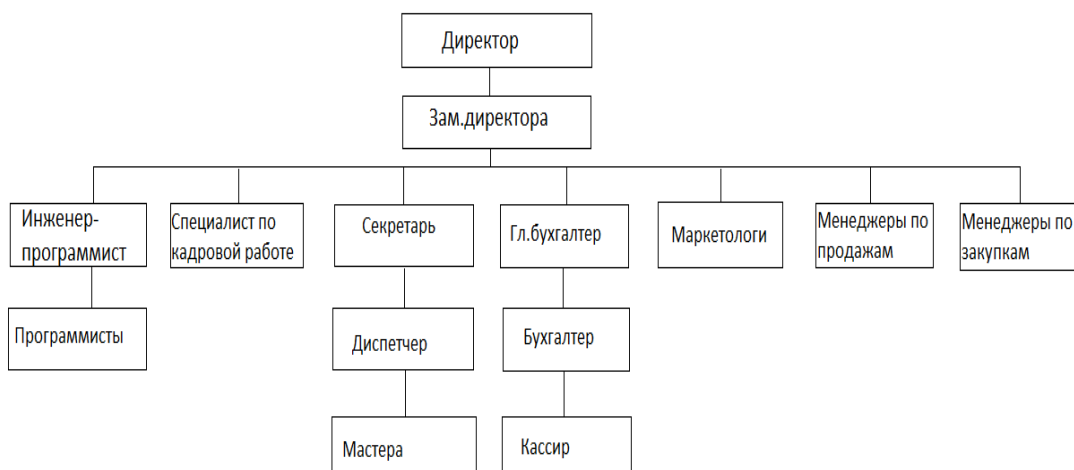 Директор
Зам.директора
Инженер-
программист
Специалист по
кадровой работе
Секретарь
Гл.бухгалтер
Маркетологи
Менеджеры по
продажам
Менеджеры по
закупкам
Программисты
Диспетчер
Бухгалтер
Мастера
Кассир